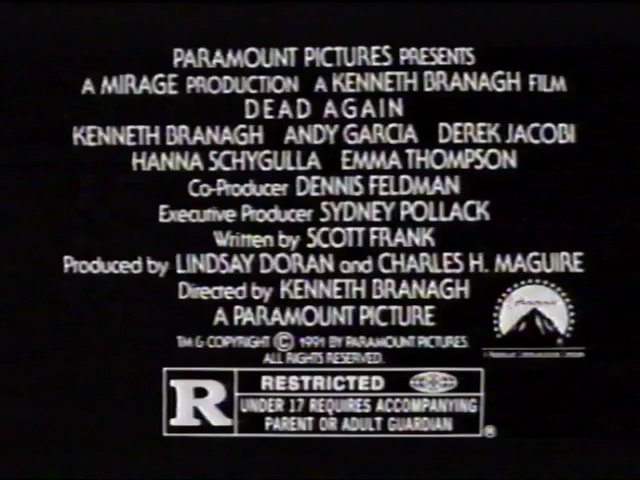 PARAMOUNT PICTURES PRESENTS
A MIRAGE PRODUCTION A KENNETH BRANAGH FILM
DEAD AGAIN
KENNETH BRANAGH ANDY GARCIA DEREK JACOBI
HANNA SCHYGULLA EMMA THOMPSON
Co-Producer DENNIS FELDMAN
Executive Producer SYDNEY POLLACK
Written by SCOTT FRANK
Produced by LINDSAY DORAN and CHARLES H. MAGUIRE
Directed by KENNETH BRANAGH
A PARAMOUNT PICTURE
Paramount
TM & COPYRIGHT © 1991 BY PARAMOUNT PICTURES.
ALL RIGHTS RESERVED.
R RESTRICTED
UNDER 17 REQUIRES ACCOMPANYING
PARENT OR ADULT GUARDIAN
®